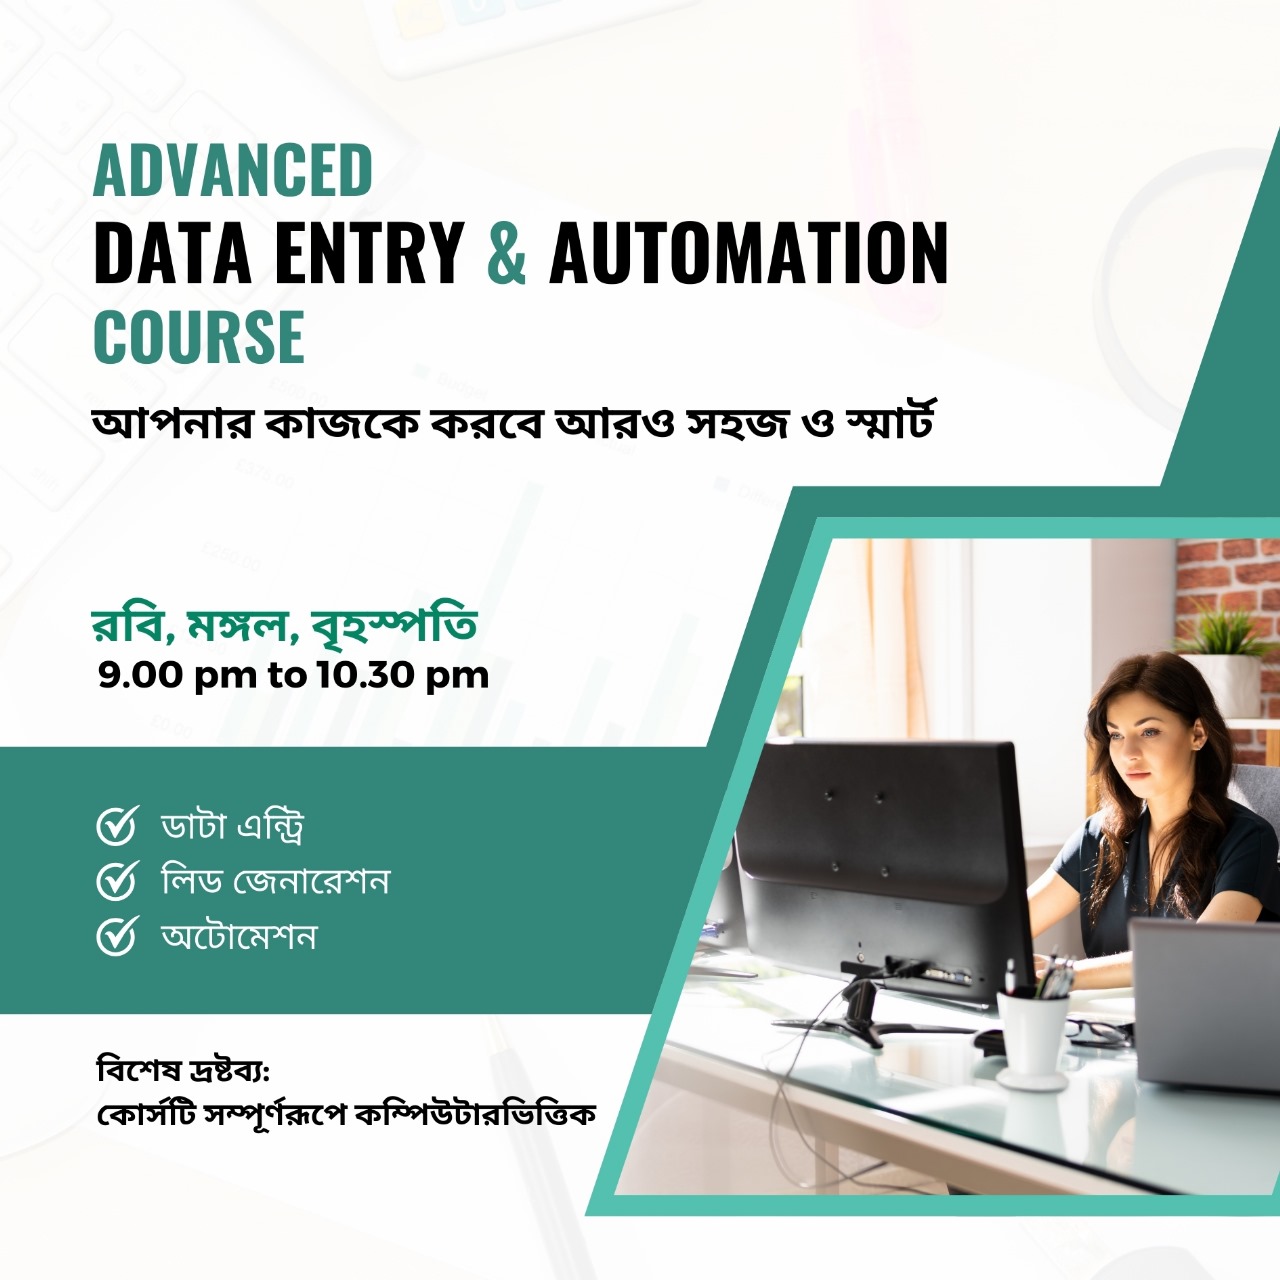 ADVANCED
DATA ENTRY & AUTOMATION
COURSE
আপনার কাজকে করবে আরও সহজ ও স্মার্ট
রবি, মঙ্গল, বৃহস্পতি
9.00 pm to 10.30 pm
ডাটা এন্ট্রি
লিড জেনারেশন
অটোমেশন
বিশেষ দ্রষ্টব্য:
কোর্সটি সম্পূর্ণরূপে কম্পিউটারভিত্তিক